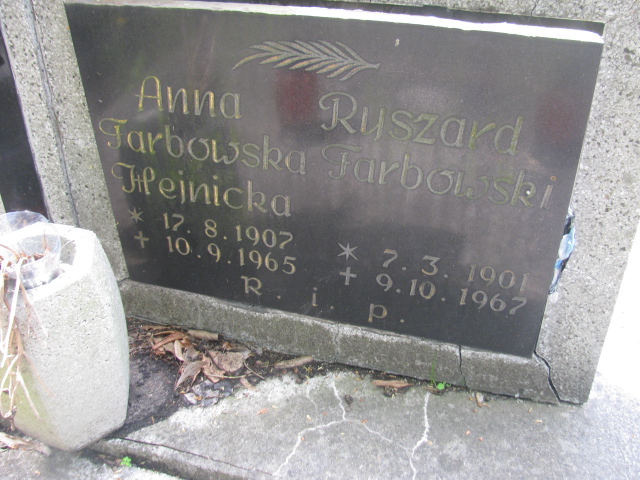 Anna
Farbowska
Hejnicka
* 17.8.1907
+ 10.9.1965
Ryszard
Farbowski
* 7.3.1901
+ 9.10.1967
R. i. p.